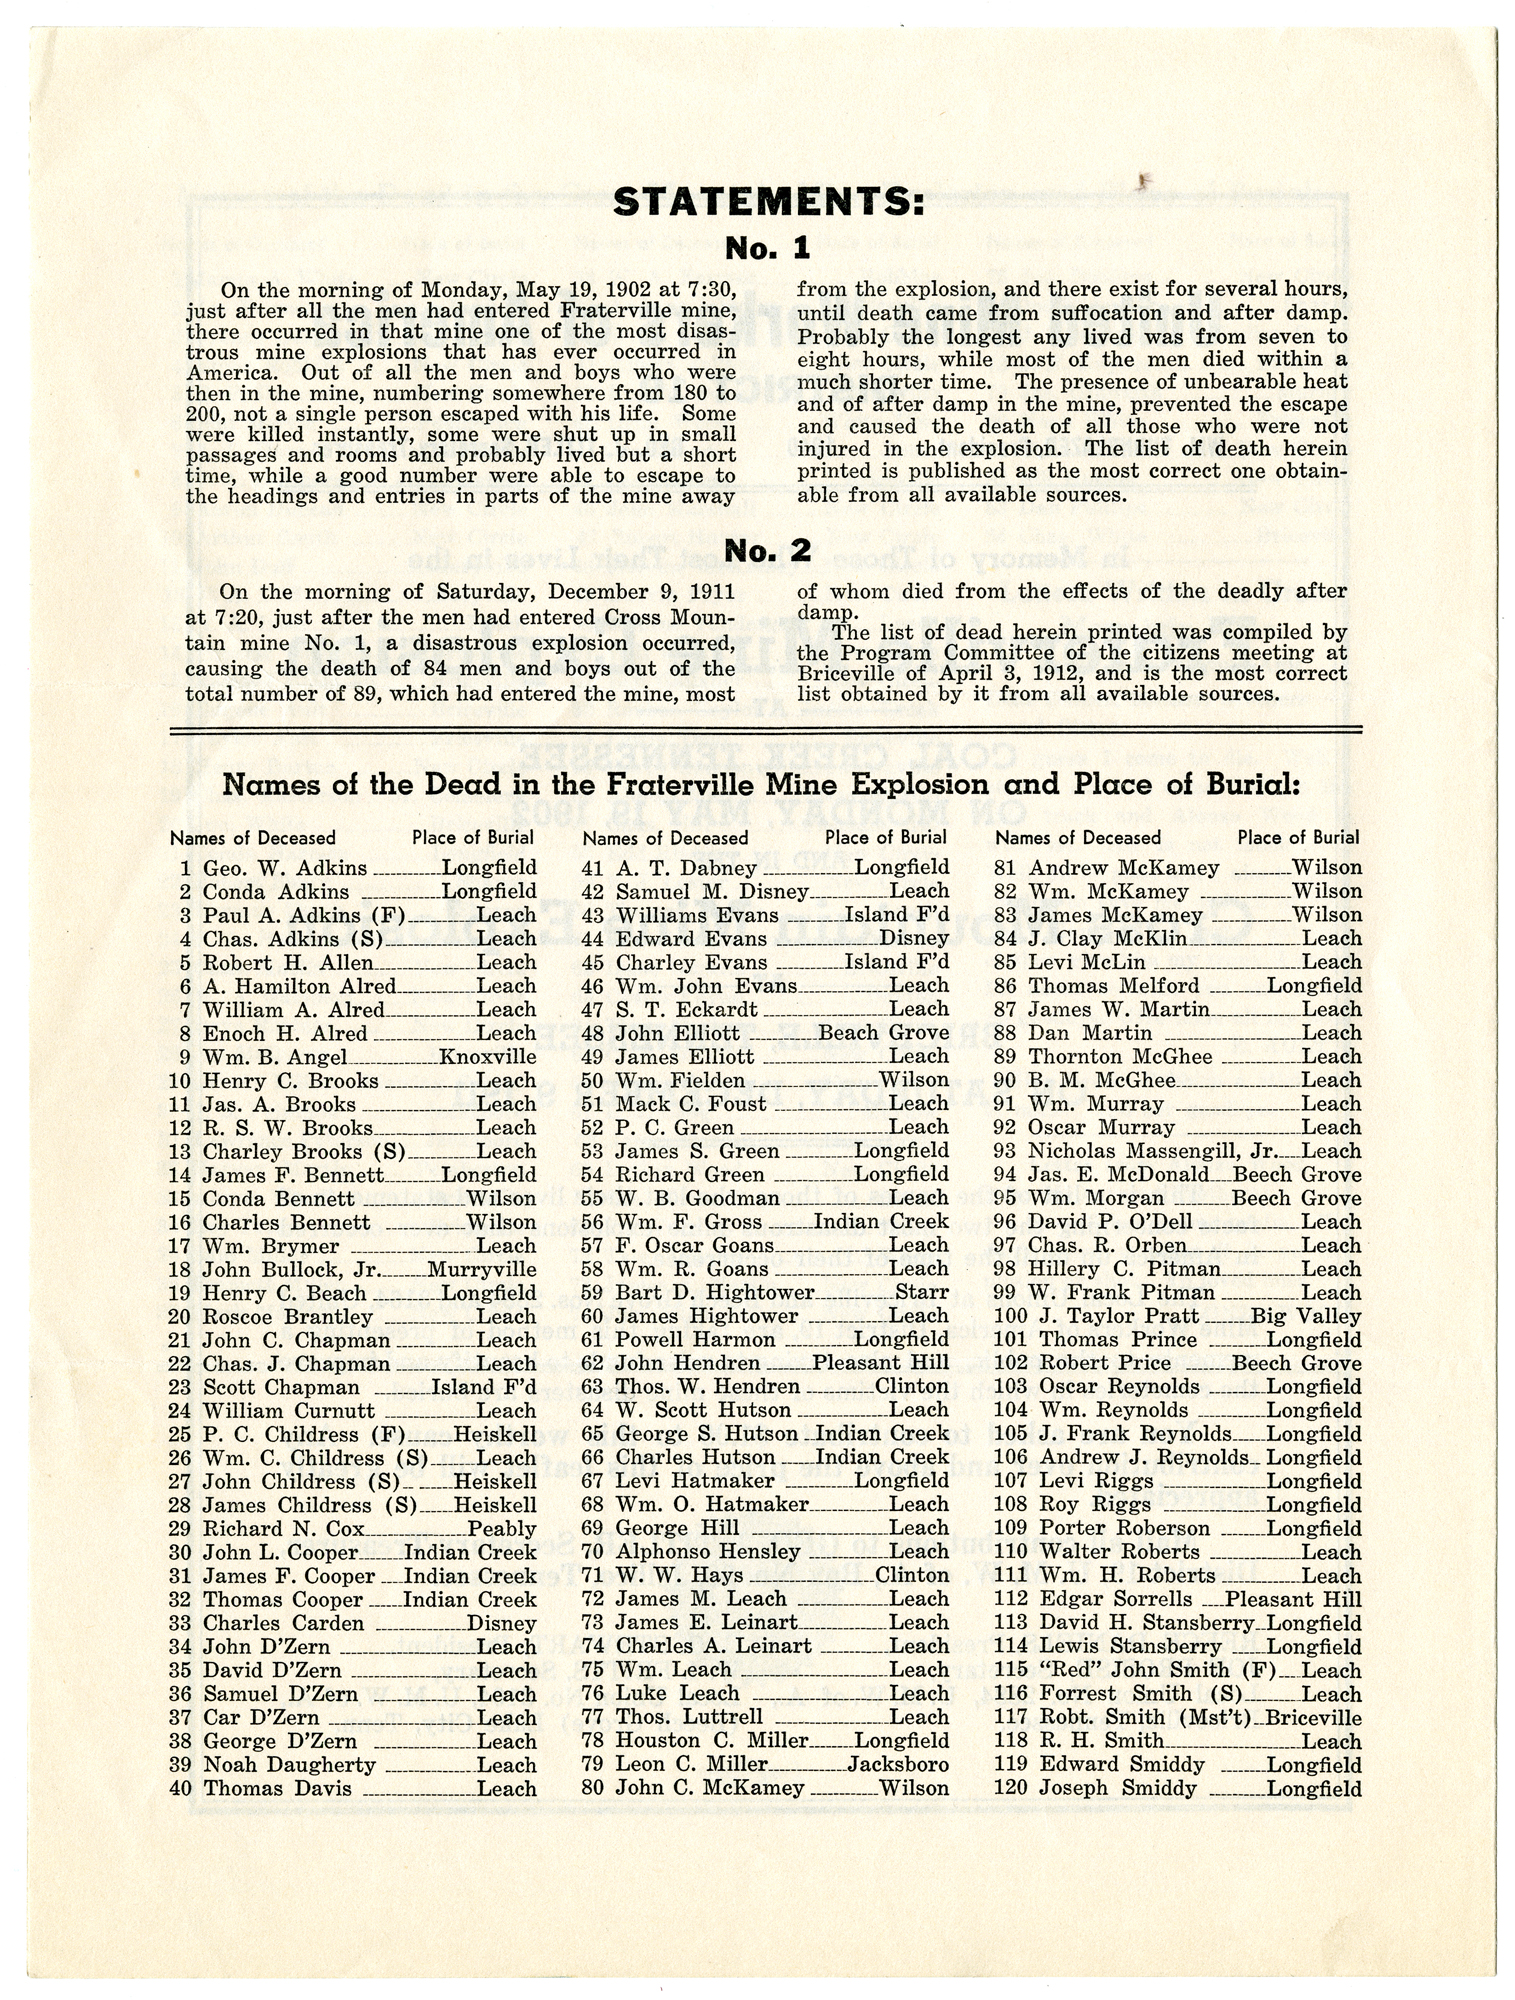 STATEMENTS:
No. 1
On the morning of Monday, May 19, 1902 at 7:30,
just after all the men had entered Fraterville mine,
there occurred in that mine one of the most disas-
trous mine explosions that has ever occurred in
America. Out of all the men and boys who were
then in the mine, numbering somewhere from 180 to
200, not a single person escaped with his life. Some
were killed instantly, some were shut up in small
passages and rooms and probably lived but a short
time, while a good number were able to escape to
the headings and entries in parts of the mine away
from the explosion, and there exist for several hours,
until death came from suffocation and after damp.
Probably the longest any lived was from seven to
eight hours, while most of the men died within a
much shorter time. The presence of unbearable heat
and of after damp in the mine, prevented the escape
and caused the death of all those who were not
injured in the explosion. The list of death herein
printed is published as the most correct one obtain-
able from all available sources.
No. 2
On the morning of Saturday, December 9, 1911
at 7:20, just after the men had entered Cross Moun-
tain mine No. 1, a disastrous explosion occurred,
causing the death of 84 men and boys out of the
total number of 89, which had entered the mine, most
of whom died from the effects of the deadly after
damp.
The list of dead herein printed was compiled by
the Program Committee of the citizens meeting at
Briceville of April 3, 1912, and is the most correct
list obtained by it from all available sources.
Names of the Dead in the Fraterville Mine Explosion and Place of Burial:
Names of Deceased Place of Burial
1 Geo. W. Adkins Longfield
2 Conda Adkins Longfield
3 Paul A. Adkins (F) Leach
4 Chas. Adkins (S) Leach
5 Robert H. Allen Leach
6 A. Hamilton Alred Leach
7 William A. Alred Leach
8 Enoch H. Alred Leach
9 Wm. B. Angel Knoxville
10 Henry C. Brooks Leach
11 Jas. A. Brooks Leach
12 R. S. W. Brooks Leach
13 Charley Brooks (S) Leach
14 James F. Bennett Longfield
15 Conda Bennett Wilson
16 Charles Bennett Wilson
17 Wm. Brymer Leach
18 John Bullock, Jr. Murryville
19 Henry C. Beach Longfield
20 Roscoe Brantley Leach
21 John C. Chapman Leach
22 Chas. J. Chapman Leach
23 Scott Chapman Island F'd
24 William Curnutt Leach
25 P. C. Childress (F) Heiskell
26 Wm. C. Childress (S) Leach
27 John Childress (S) Heiskell
28 James Childress (S) Heiskell
29 Richard N. Cox Peably
30 John L. Cooper Indian Creek
31 James F. Cooper Indian Creek
32 Thomas Cooper Indian Creek
33 Charles Carden Disney
34 John D'Zern Leach
35 David D'Zern Leach
36 Samuel D'Zern Leach
37 Car D'Zern Leach
38 George D'Zern Leach
39 Noah Daugherty Leach
40 Thomas Davis Leach
Names of Deceased Place of Burial
41 A. T. Dabney Longfield
42 Samuel M. Disney Leach
43 Williams Evans Island F'd
44 Edward Evans Disney
45 Charley Evans Island F'd
46 Wm. John Evans Leach
47 S. T. Eckardt Leach
48 John Elliott Beach Grove
49 James Elliott Leach
50 Wm. Fielden Wilson
51 Mack C. Foust Leach
52 P. C. Green Leach
53 James S. Green Longfield
54 Richard Green Longfield
55 W. B. Goodman Leach
56 Wm. F. Gross Indian Creek
57 F. Oscar Goans Leach
58 Wm. R. Goans Leach
59 Bart D. Hightower Starr
60 James Hightower Leach
61 Powell Harmon Longfield
62 John Hendren Pleasant Hill
63 Thos. W. Hendren Clinton
64 W. Scott Hutson Leach
65 George S. Hutson Indian Creek
66 Charles Hutson Indian Creek
67 Levi Hatmaker Longfield
68 Wm. O. Hatmaker Leach
69 George Hill Leach
70 Alphonso Hensley Leach
71 W. W. Hays Clinton
72 James M. Leach Leach
73 James E. Leinart Leach
74 Charles A. Leinart Leach
75 Wm. Leach Leach
76 Luke Leach Leach
77 Thos. Luttrell Leach
78 Houston C. Miller Longfield
79 Leon C. Miller Jacksboro
80 John C. McKamey Wilson
Names of Deceased Place of Burial
81 Andrew McKamey Wilson
82 Wm. McKamey Wilson
83 James McKamey Wilson
84 J. Clay McKlin Leach
85 Levi McLin Leach
86 Thomas Melford Longfield
87 James W. Martin Leach
88 Dan Martin Leach
89 Thornton McGhee Leach
90 B. M. McGhee Leach
91 Wm. Murray Leach
92 Oscar Murray Leach
93 Nicholas Massengill, Jr. Leach
94 Jas. E. McDonald Beech Grove
95 Wm. Morgan Beech Grove
96 David P. O'Dell Leach
97 Chas. R. Orben Leach
98 Hillery C. Pitman Leach
99 W. Frank Pitman Leach
100 J. Taylor Pratt Big Valley
101 Thomas Prince Longfield
102 Robert Price Beech Grove
103 Oscar Reynolds Longfield
104 Wm. Reynolds Longfield
105 J. Frank Reynolds Longfield
106 Andrew J. Reynolds Longfield
107 Levi Riggs Longfield
108 Roy Riggs Longfield
109 Porter Roberson Longfield
110 Walter Roberts Leach
111 Wm. H. Roberts Leach
112 Edgar Sorrells Pleasant Hill
113 David H. Stansberry Longfield
114 Lewis Stansberry Longfield
115 "Red" John Smith (F) Leach
116 Forrest Smith (S) Leach
117 Robt. Smith (Mst't) Briceville
118 R. H. Smith Leach
119 Edward Smiddy Longfield
120 Joseph Smiddy Longfield